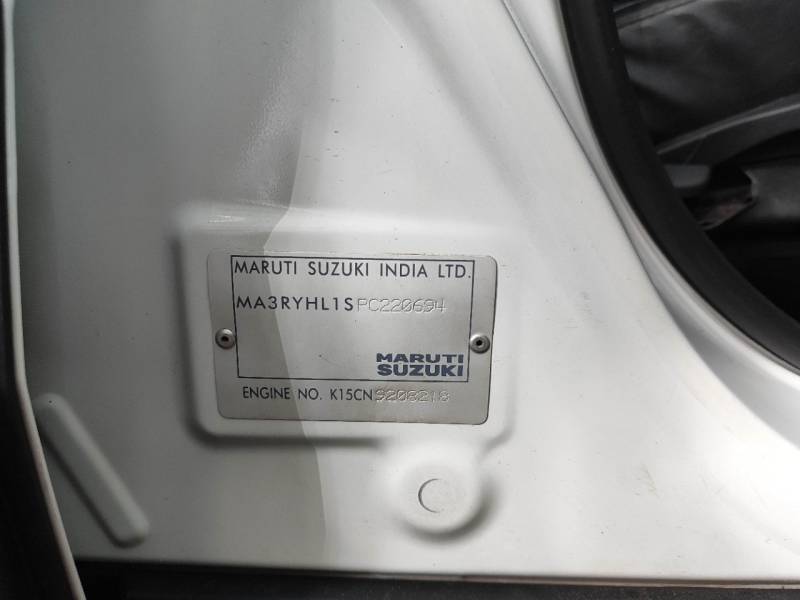 MARUTI SUZUKI INDIA LTD.
MA3RYHL1SPC220694
MARUTI
SUZUKI
ENGINE NO. K15CN9208218